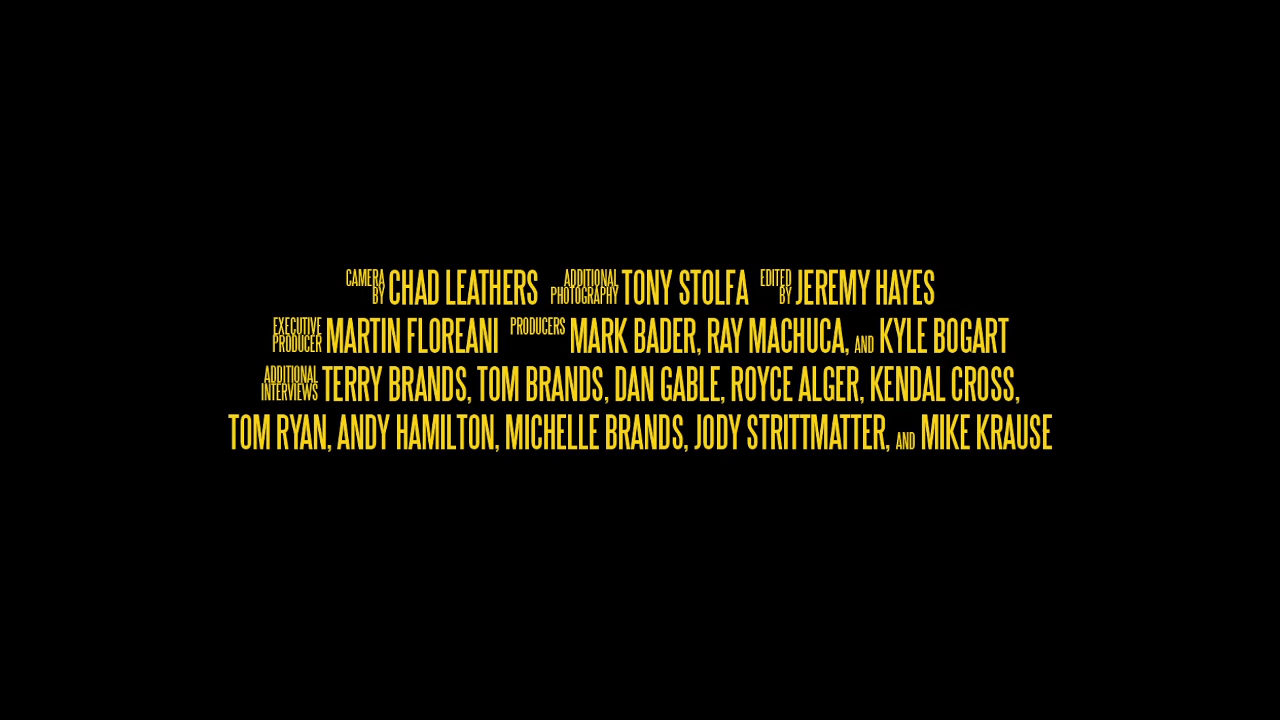 CAMERA BY CHAD LEATHERS ADDITIONAL PHOTOGRAPHY TONY STOLFA EDITED BY JEREMY HAYES
EXECUTIVE PRODUCER MARTIN FLOREANI PRODUCERS MARK BADER, RAY MACHUCA, AND KYLE BOGART
ADDITIONAL INTERVIEWS TERRY BRANDS, TOM BRANDS, DAN GABLE, ROYCE ALGER, KENDAL CROSS,
TOM RYAN, ANDY HAMILTON, MICHELLE BRANDS, JODY STRITTMATTER, AND MIKE KRAUSE